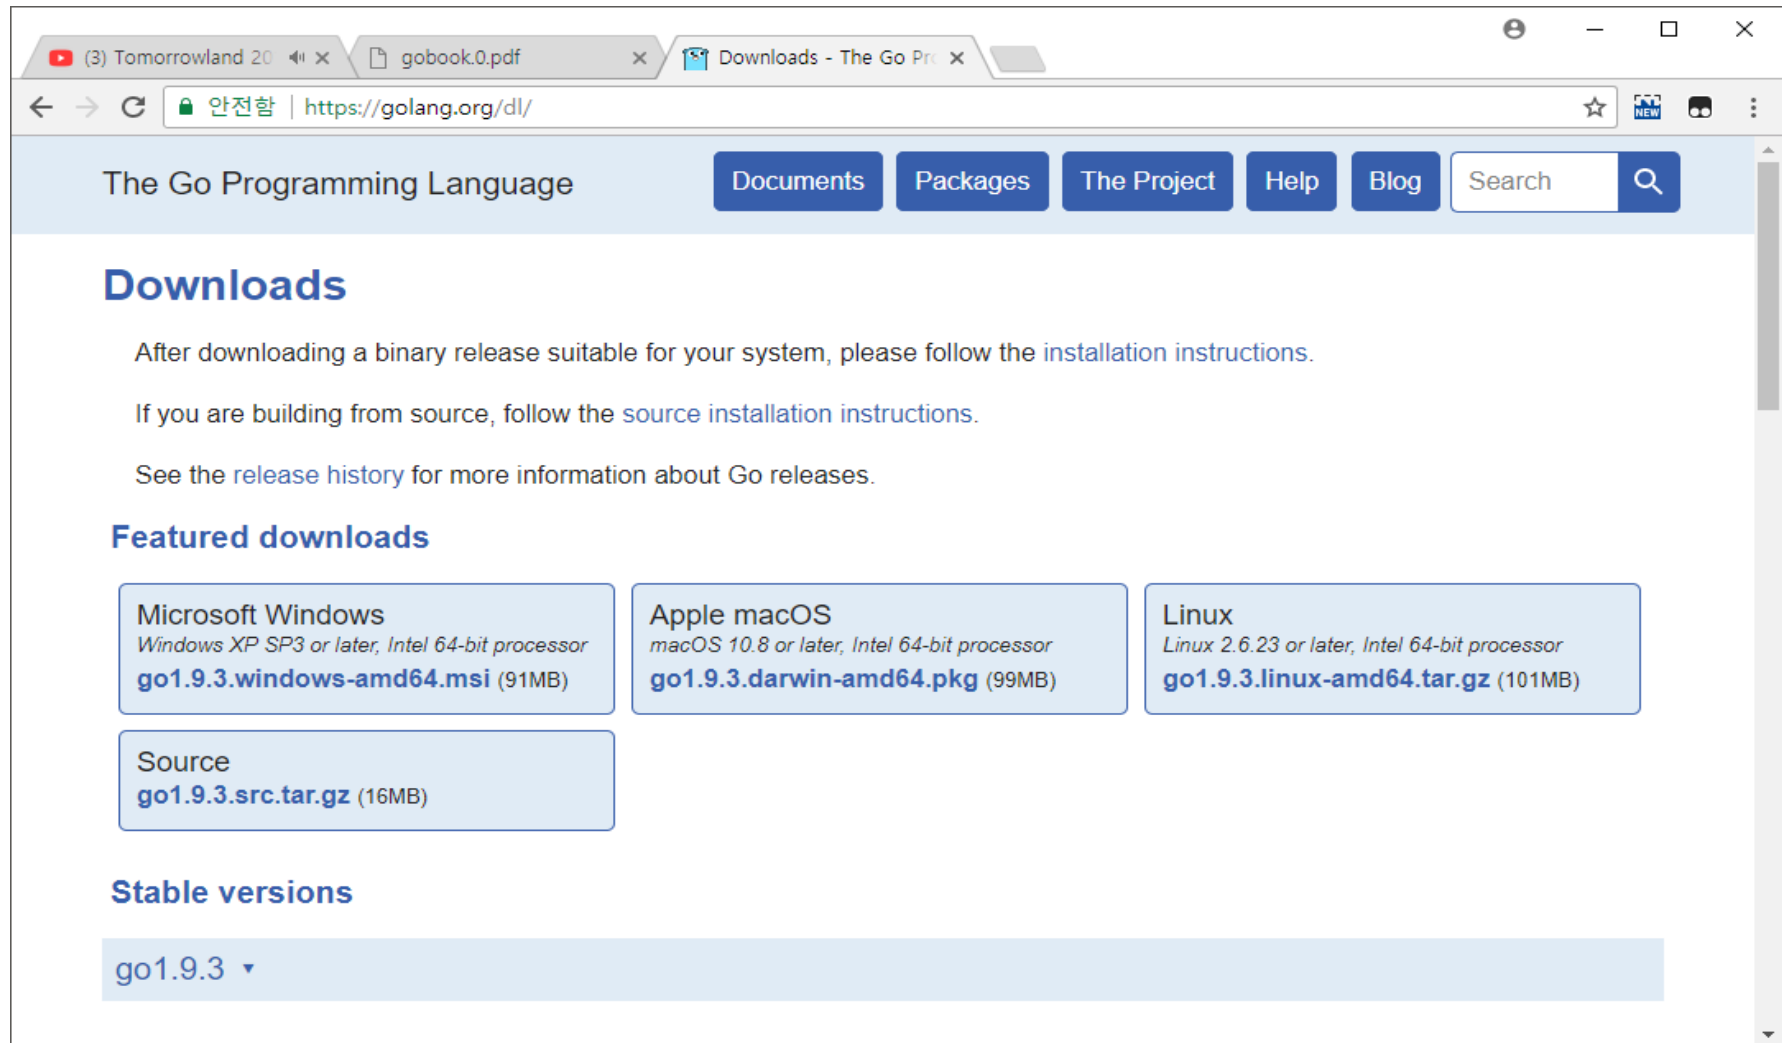 (3) Tomorrowland 20
gobook.0.pdf
Downloads - The Go Pro
안전함 | https://golang.org/dl/
NEW
The Go Programming Language
Documents
Packages
The Project
Help
Blog
Search
Downloads
After downloading a binary release suitable for your system, please follow the installation instructions.
If you are building from source, follow the source installation instructions.
See the release history for more information about Go releases.
Featured downloads
Microsoft Windows
Windows XP SP3 or later, Intel 64-bit processor
go1.9.3.windows-amd64.msi (91MB)
Apple macOS
macOS 10.8 or later, Intel 64-bit processor
go1.9.3.darwin-amd64.pkg (99MB)
Linux
Linux 2.6.23 or later, Intel 64-bit processor
go1.9.3.linux-amd64.tar.gz (101MB)
Source
go1.9.3.src.tar.gz (16MB)
Stable versions
go1.9.3 ▾